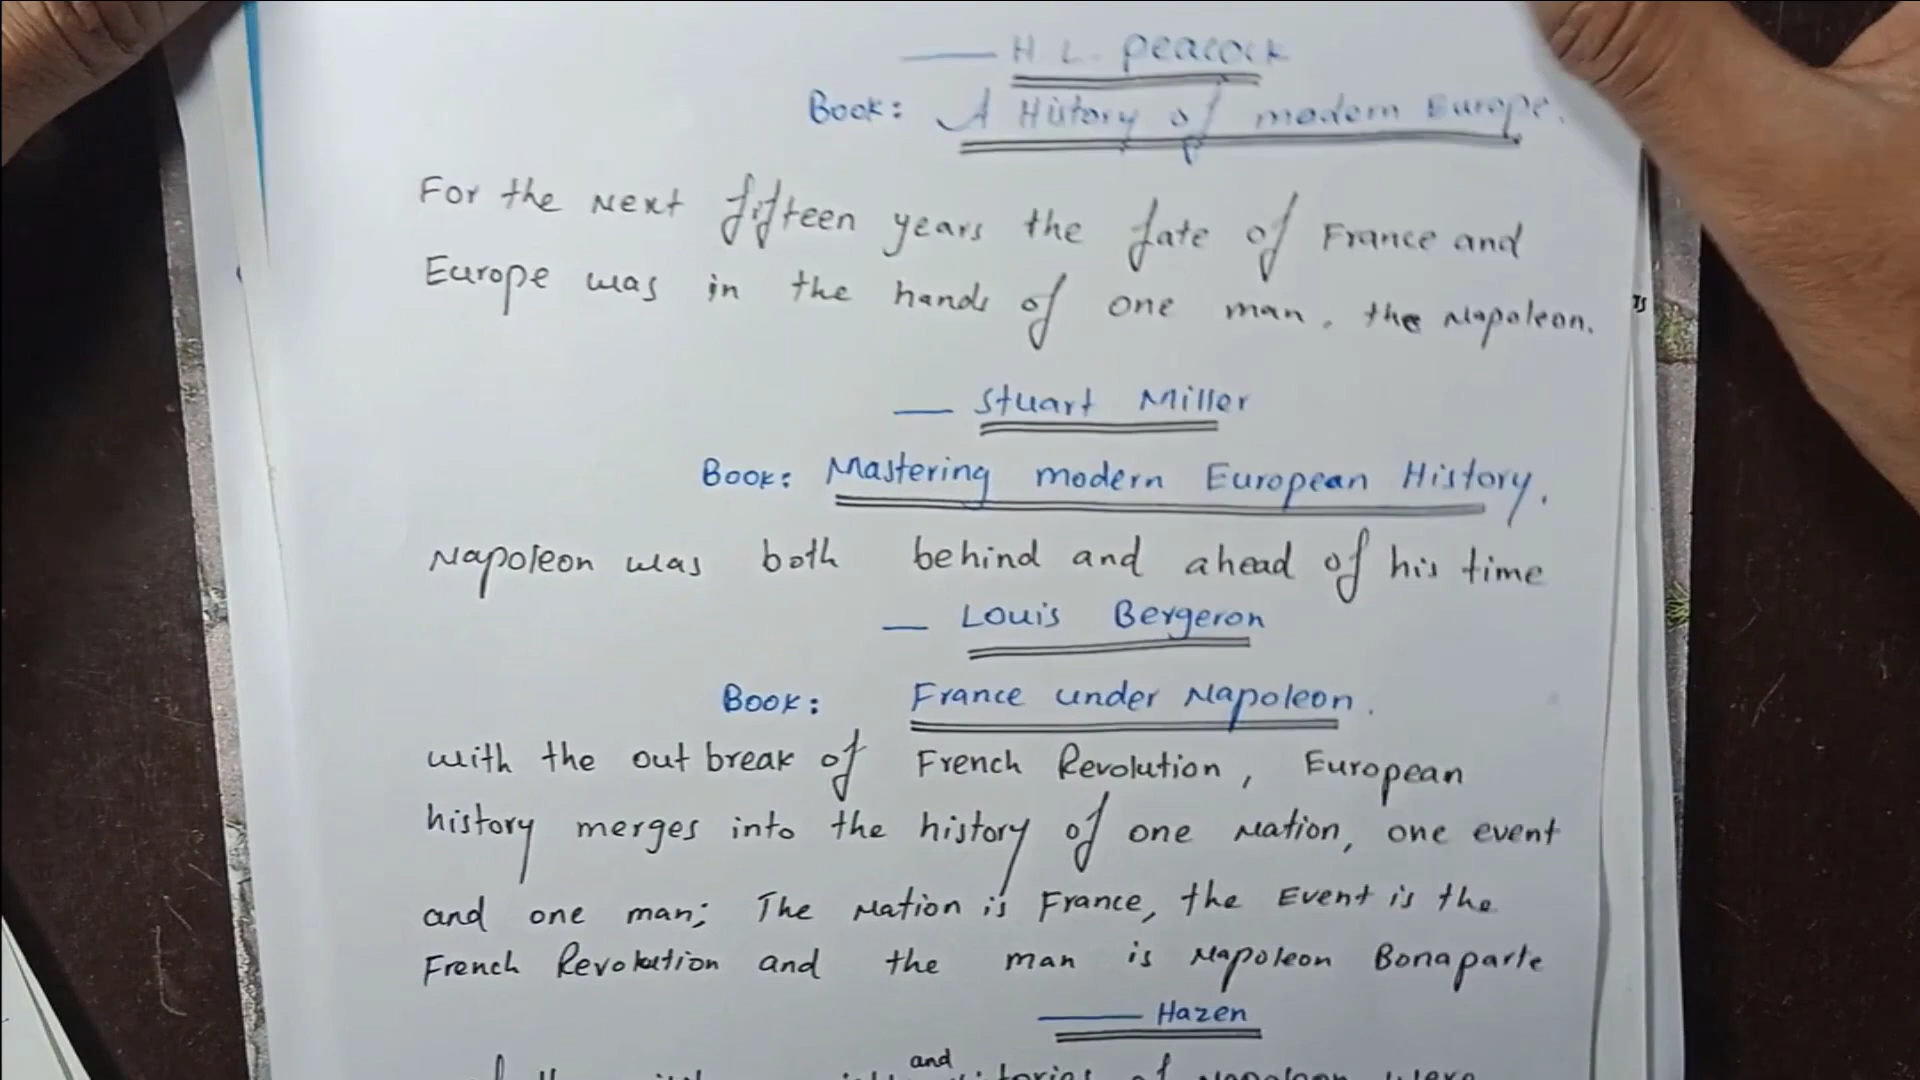 — H L. peacock
Book: A History of modern Europe.
For the Next fifteen years the fate of France and
Europe was in the hands of one man. the Napoleon.
— Stuart Miller
Book: Mastering modern European History.
Napoleon was both behind and ahead of his time
— Louis Bergeron
Book: France under Napoleon.
with the out break of French Revolution, European
history merges into the history of one Nation, one event
and one man; The Nation is France, the Event is the
French Revolution and the man is Napoleon Bonaparte
— Hazen
and
of Napoleon were